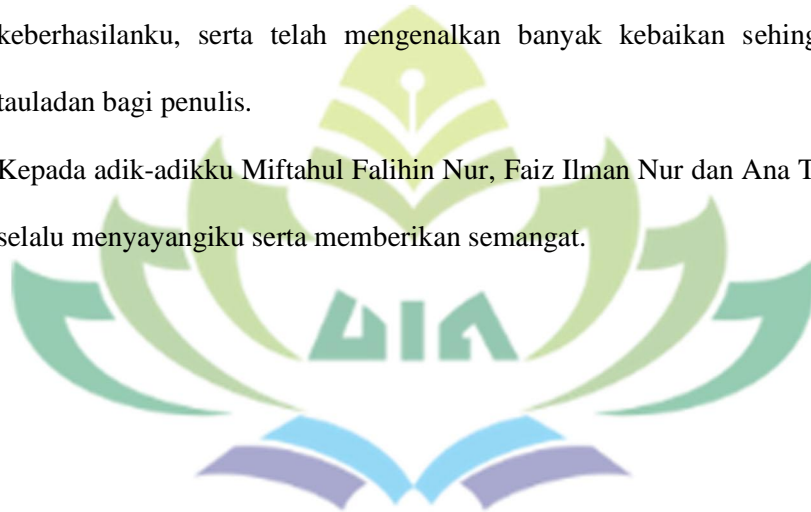 keberhasilanku, serta telah mengenalkan banyak kebaikan
tauladan bagi penulis.
Kepada adik-adikku Miftahul Falihin Nur, Faiz Ilman Nur dan Ana
selalu menyayangiku serta memberikan semangat.
UIN